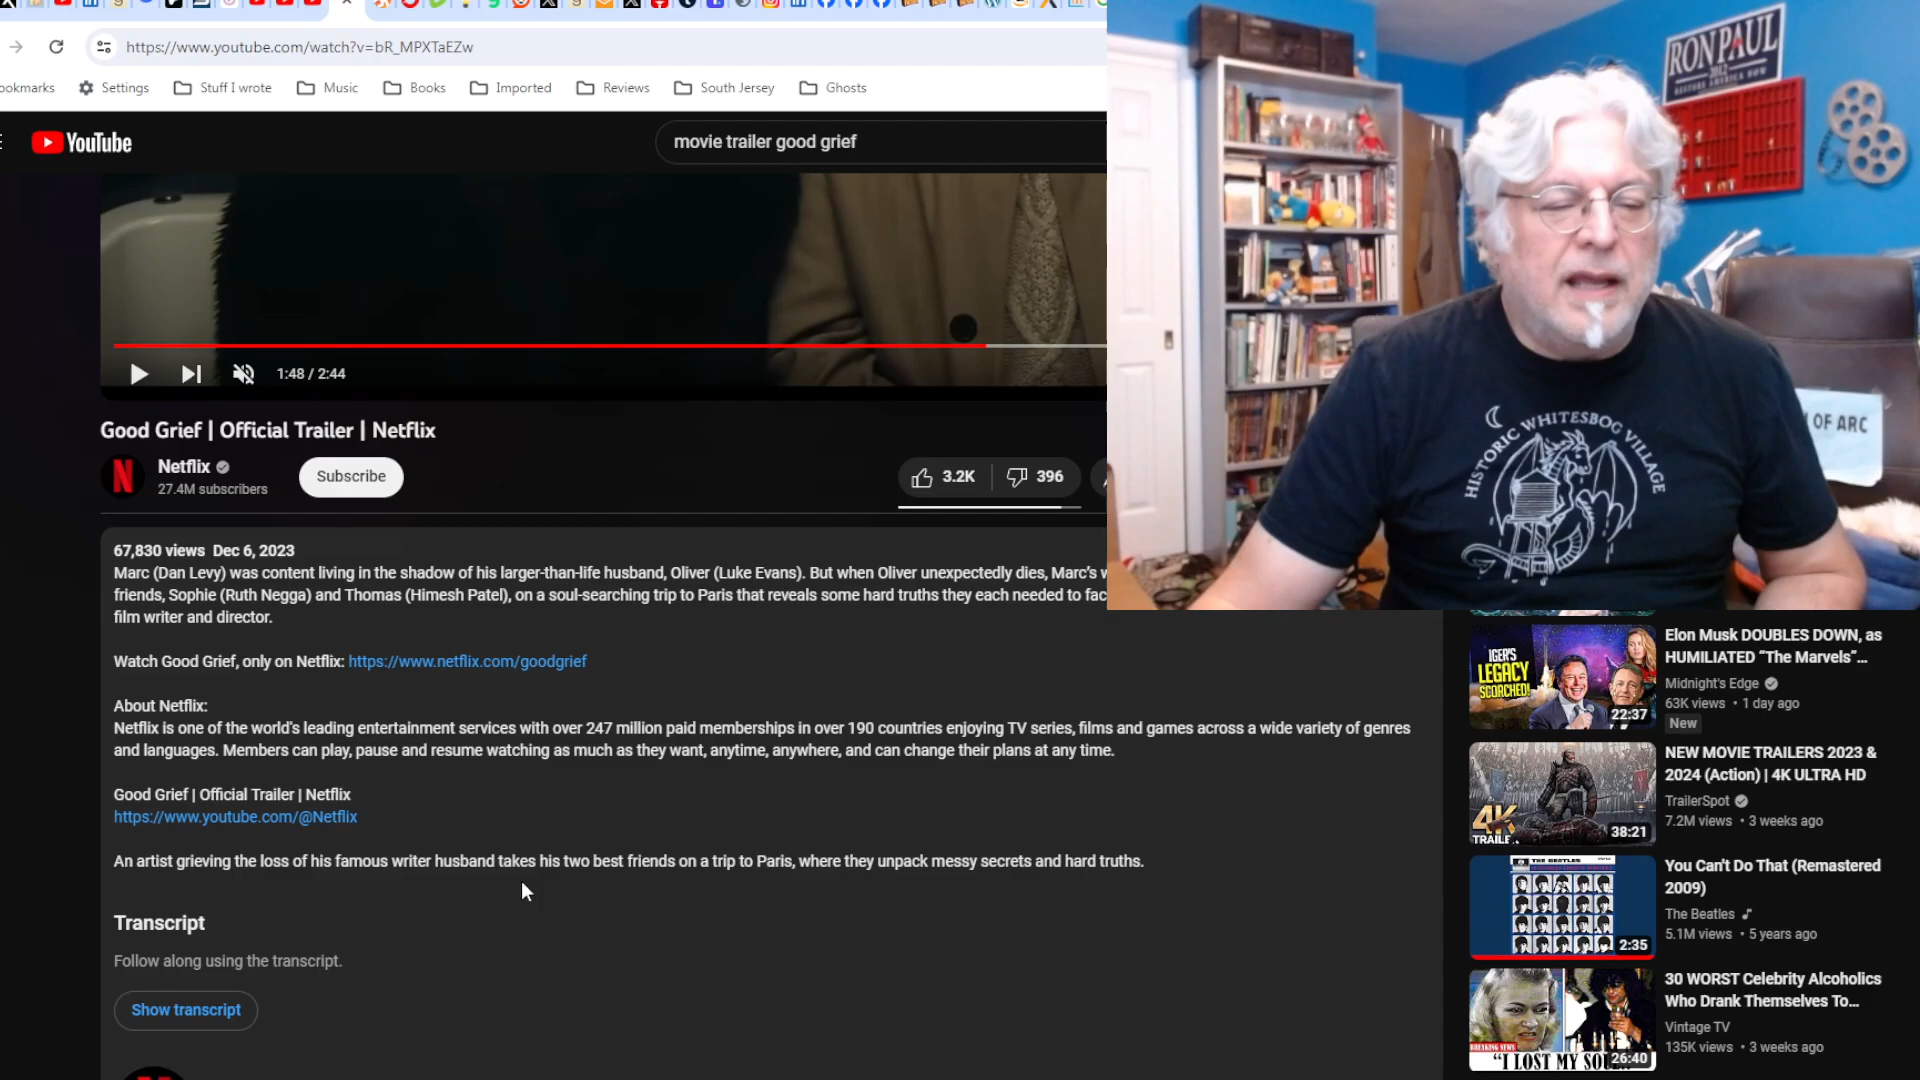 https://www.youtube.com/watch?v=bR_MPXTaEZw
ookmarks Settings Stuff I wrote Music Books Imported Reviews South Jersey Ghosts
YouTube
movie trailer good grief
1:48 / 2:44
Good Grief | Official Trailer | Netflix
Netflix
27.4M subscribers
Subscribe
3.2K
396
67,830 views Dec 6, 2023
Marc (Dan Levy) was content living in the shadow of his larger-than-life husband, Oliver (Luke Evans). But when Oliver unexpectedly dies, Marc's w
friends, Sophie (Ruth Negga) and Thomas (Himesh Patel), on a soul-searching trip to Paris that reveals some hard truths they each needed to fac
film writer and director.
Watch Good Grief, only on Netflix: https://www.netflix.com/goodgrief
About Netflix:
Netflix is one of the world's leading entertainment services with over 247 million paid memberships in over 190 countries enjoying TV series, films and games across a wide variety of genres
and languages. Members can play, pause and resume watching as much as they want, anytime, anywhere, and can change their plans at any time.
Good Grief | Official Trailer | Netflix
https://www.youtube.com/@Netflix
An artist grieving the loss of his famous writer husband takes his two best friends on a trip to Paris, where they unpack messy secrets and hard truths.
Transcript
Follow along using the transcript.
Show transcript
RON PAUL
2012
RESTORE AMERICA NOW
OF ARC
HISTORIC WHITESBOG VILLAGE
IGER'S
LEGACY
SCORCHED!
22:37
Elon Musk DOUBLES DOWN, as
HUMILIATED "The Marvels"...
Midnight's Edge
63K views • 1 day ago
New
4K
TRAILE
38:21
NEW MOVIE TRAILERS 2023 &
2024 (Action) | 4K ULTRA HD
TrailerSpot
7.2M views • 3 weeks ago
THE BEATLES
2:35
You Can't Do That (Remastered
2009)
The Beatles
5.1M views • 5 years ago
BREAKING NEWS
"I LOST MY SOU
26:40
30 WORST Celebrity Alcoholics
Who Drank Themselves To...
Vintage TV
135K views • 3 weeks ago